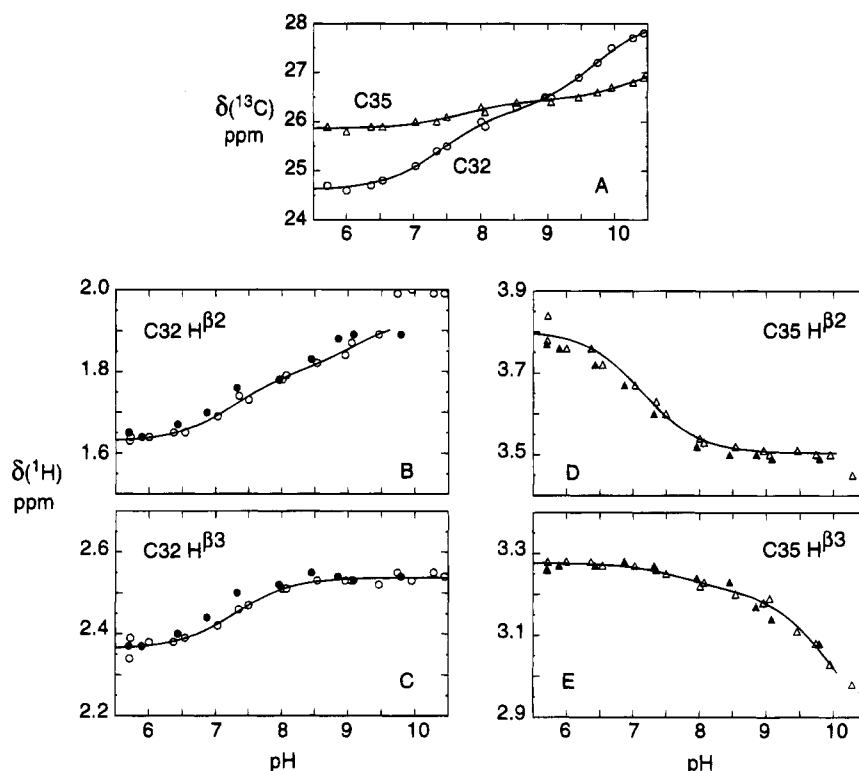 28
27
26
25
24
δ(¹³C)
ppm
C35
C32
A
6 7 8 9 10
2.0
1.8
1.6
C32 Hᵝ²
B
3.9
3.7
3.5
C35 Hᵝ²
D
δ(¹H)
ppm
2.6
2.4
2.2
C32 Hᵝ³
C
6 7 8 9 10
pH
3.3
3.1
2.9
C35 Hᵝ³
E
6 7 8 9 10
pH